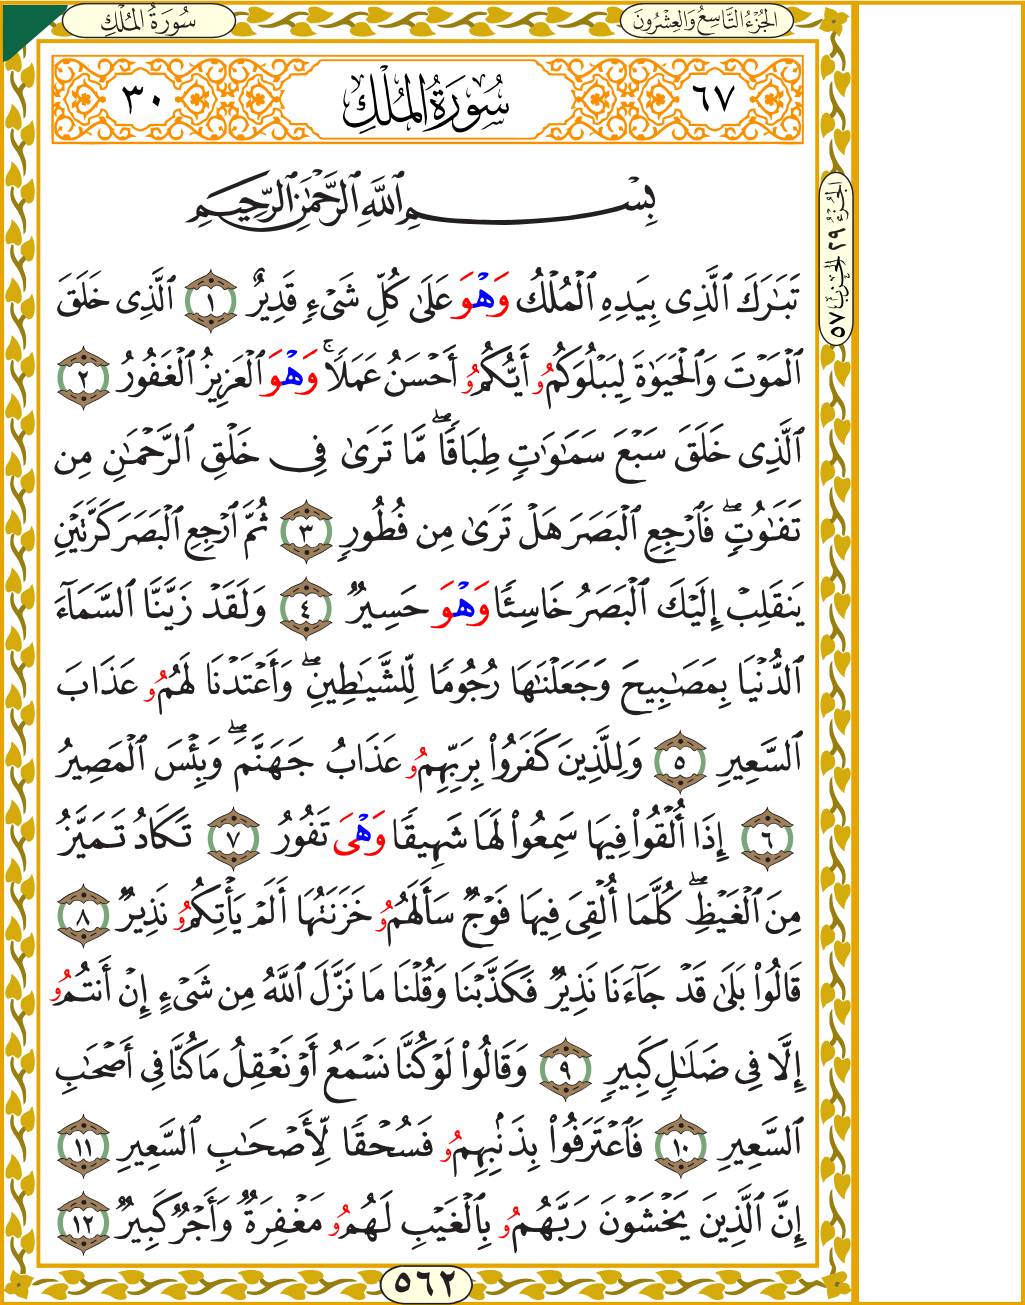 سُورَةُ المُلْكِ
الجُزْءُ التَّاسِعُ وَالعِشْرُونَ
٦٧ سُورَةُ المُلْكِ ٣٠
بِسْمِ ٱللَّهِ ٱلرَّحْمَٰنِ ٱلرَّحِيمِ
تَبَٰرَكَ ٱلَّذِى بِيَدِهِ ٱلْمُلْكُ وَهْوَ عَلَىٰ كُلِّ شَىْءٍ قَدِيرٌ ١ ٱلَّذِى خَلَقَ
ٱلْمَوْتَ وَٱلْحَيَوٰةَ لِيَبْلُوَكُمُۥ أَيُّكُمُۥ أَحْسَنُ عَمَلًاۚ وَهْوَ ٱلْعَزِيزُ ٱلْغَفُورُ ٢
ٱلَّذِى خَلَقَ سَبْعَ سَمَٰوَٰتٍ طِبَاقًاۖ مَّا تَرَىٰ فِى خَلْقِ ٱلرَّحْمَٰنِ مِن
تَفَٰوُتٍۖ فَٱرْجِعِ ٱلْبَصَرَ هَلْ تَرَىٰ مِن فُطُورٍ ٣ ثُمَّ ٱرْجِعِ ٱلْبَصَرَ كَرَّتَيْنِ
يَنقَلِبْ إِلَيْكَ ٱلْبَصَرُ خَاسِئًا وَهْوَ حَسِيرٌ ٤ وَلَقَدْ زَيَّنَّا ٱلسَّمَآءَ
ٱلدُّنْيَا بِمَصَٰبِيحَ وَجَعَلْنَٰهَا رُجُومًا لِّلشَّيَٰطِينِۖ وَأَعْتَدْنَا لَهُمُۥ عَذَابَ
ٱلسَّعِيرِ ٥ وَلِلَّذِينَ كَفَرُواْ بِرَبِّهِمُۥ عَذَابُ جَهَنَّمَۖ وَبِئْسَ ٱلْمَصِيرُ
٦ إِذَا أُلْقُواْ فِيهَا سَمِعُواْ لَهَا شَهِيقًا وَهْىَ تَفُورُ ٧ تَكَادُ تَمَيَّزُ
مِنَ ٱلْغَيْظِۖ كُلَّمَا أُلْقِىَ فِيهَا فَوْجٌ سَأَلَهُمُۥ خَزَنَتُهَا أَلَمْ يَأْتِكُمُۥ نَذِيرٌ ٨
قَالُواْ بَلَىٰ قَدْ جَآءَنَا نَذِيرٌ فَكَذَّبْنَا وَقُلْنَا مَا نَزَّلَ ٱللَّهُ مِن شَىْءٍ إِنْ أَنتُمُۥ
إِلَّا فِى ضَلَٰلٍ كَبِيرٍ ٩ وَقَالُواْ لَوْ كُنَّا نَسْمَعُ أَوْ نَعْقِلُ مَا كُنَّا فِى أَصْحَٰبِ
ٱلسَّعِيرِ ١٠ فَٱعْتَرَفُواْ بِذَنۢبِهِمُۥ فَسُحْقًا لِّأَصْحَٰبِ ٱلسَّعِيرِ ١١
إِنَّ ٱلَّذِينَ يَخْشَوْنَ رَبَّهُمُۥ بِٱلْغَيْبِ لَهُمُۥ مَغْفِرَةٌ وَأَجْرٌ كَبِيرٌ ١٢
الجزء ٢٩ الحزب ٥٧
٥٦٢